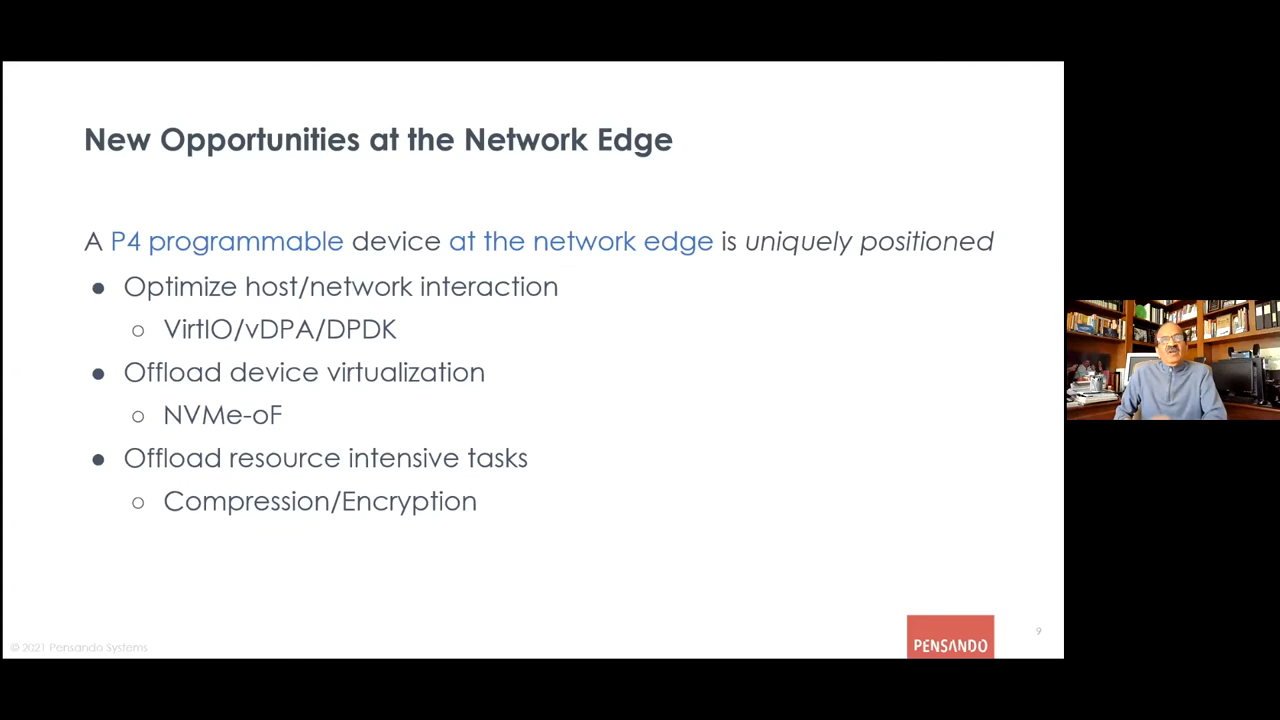 New Opportunities at the Network Edge
A P4 programmable device at the network edge is uniquely positioned
● Optimize host/network interaction
○ VirtIO/vDPA/DPDK
● Offload device virtualization
○ NVMe-oF
● Offload resource intensive tasks
○ Compression/Encryption
© 2021 Pensando Systems
PENSANDO
9